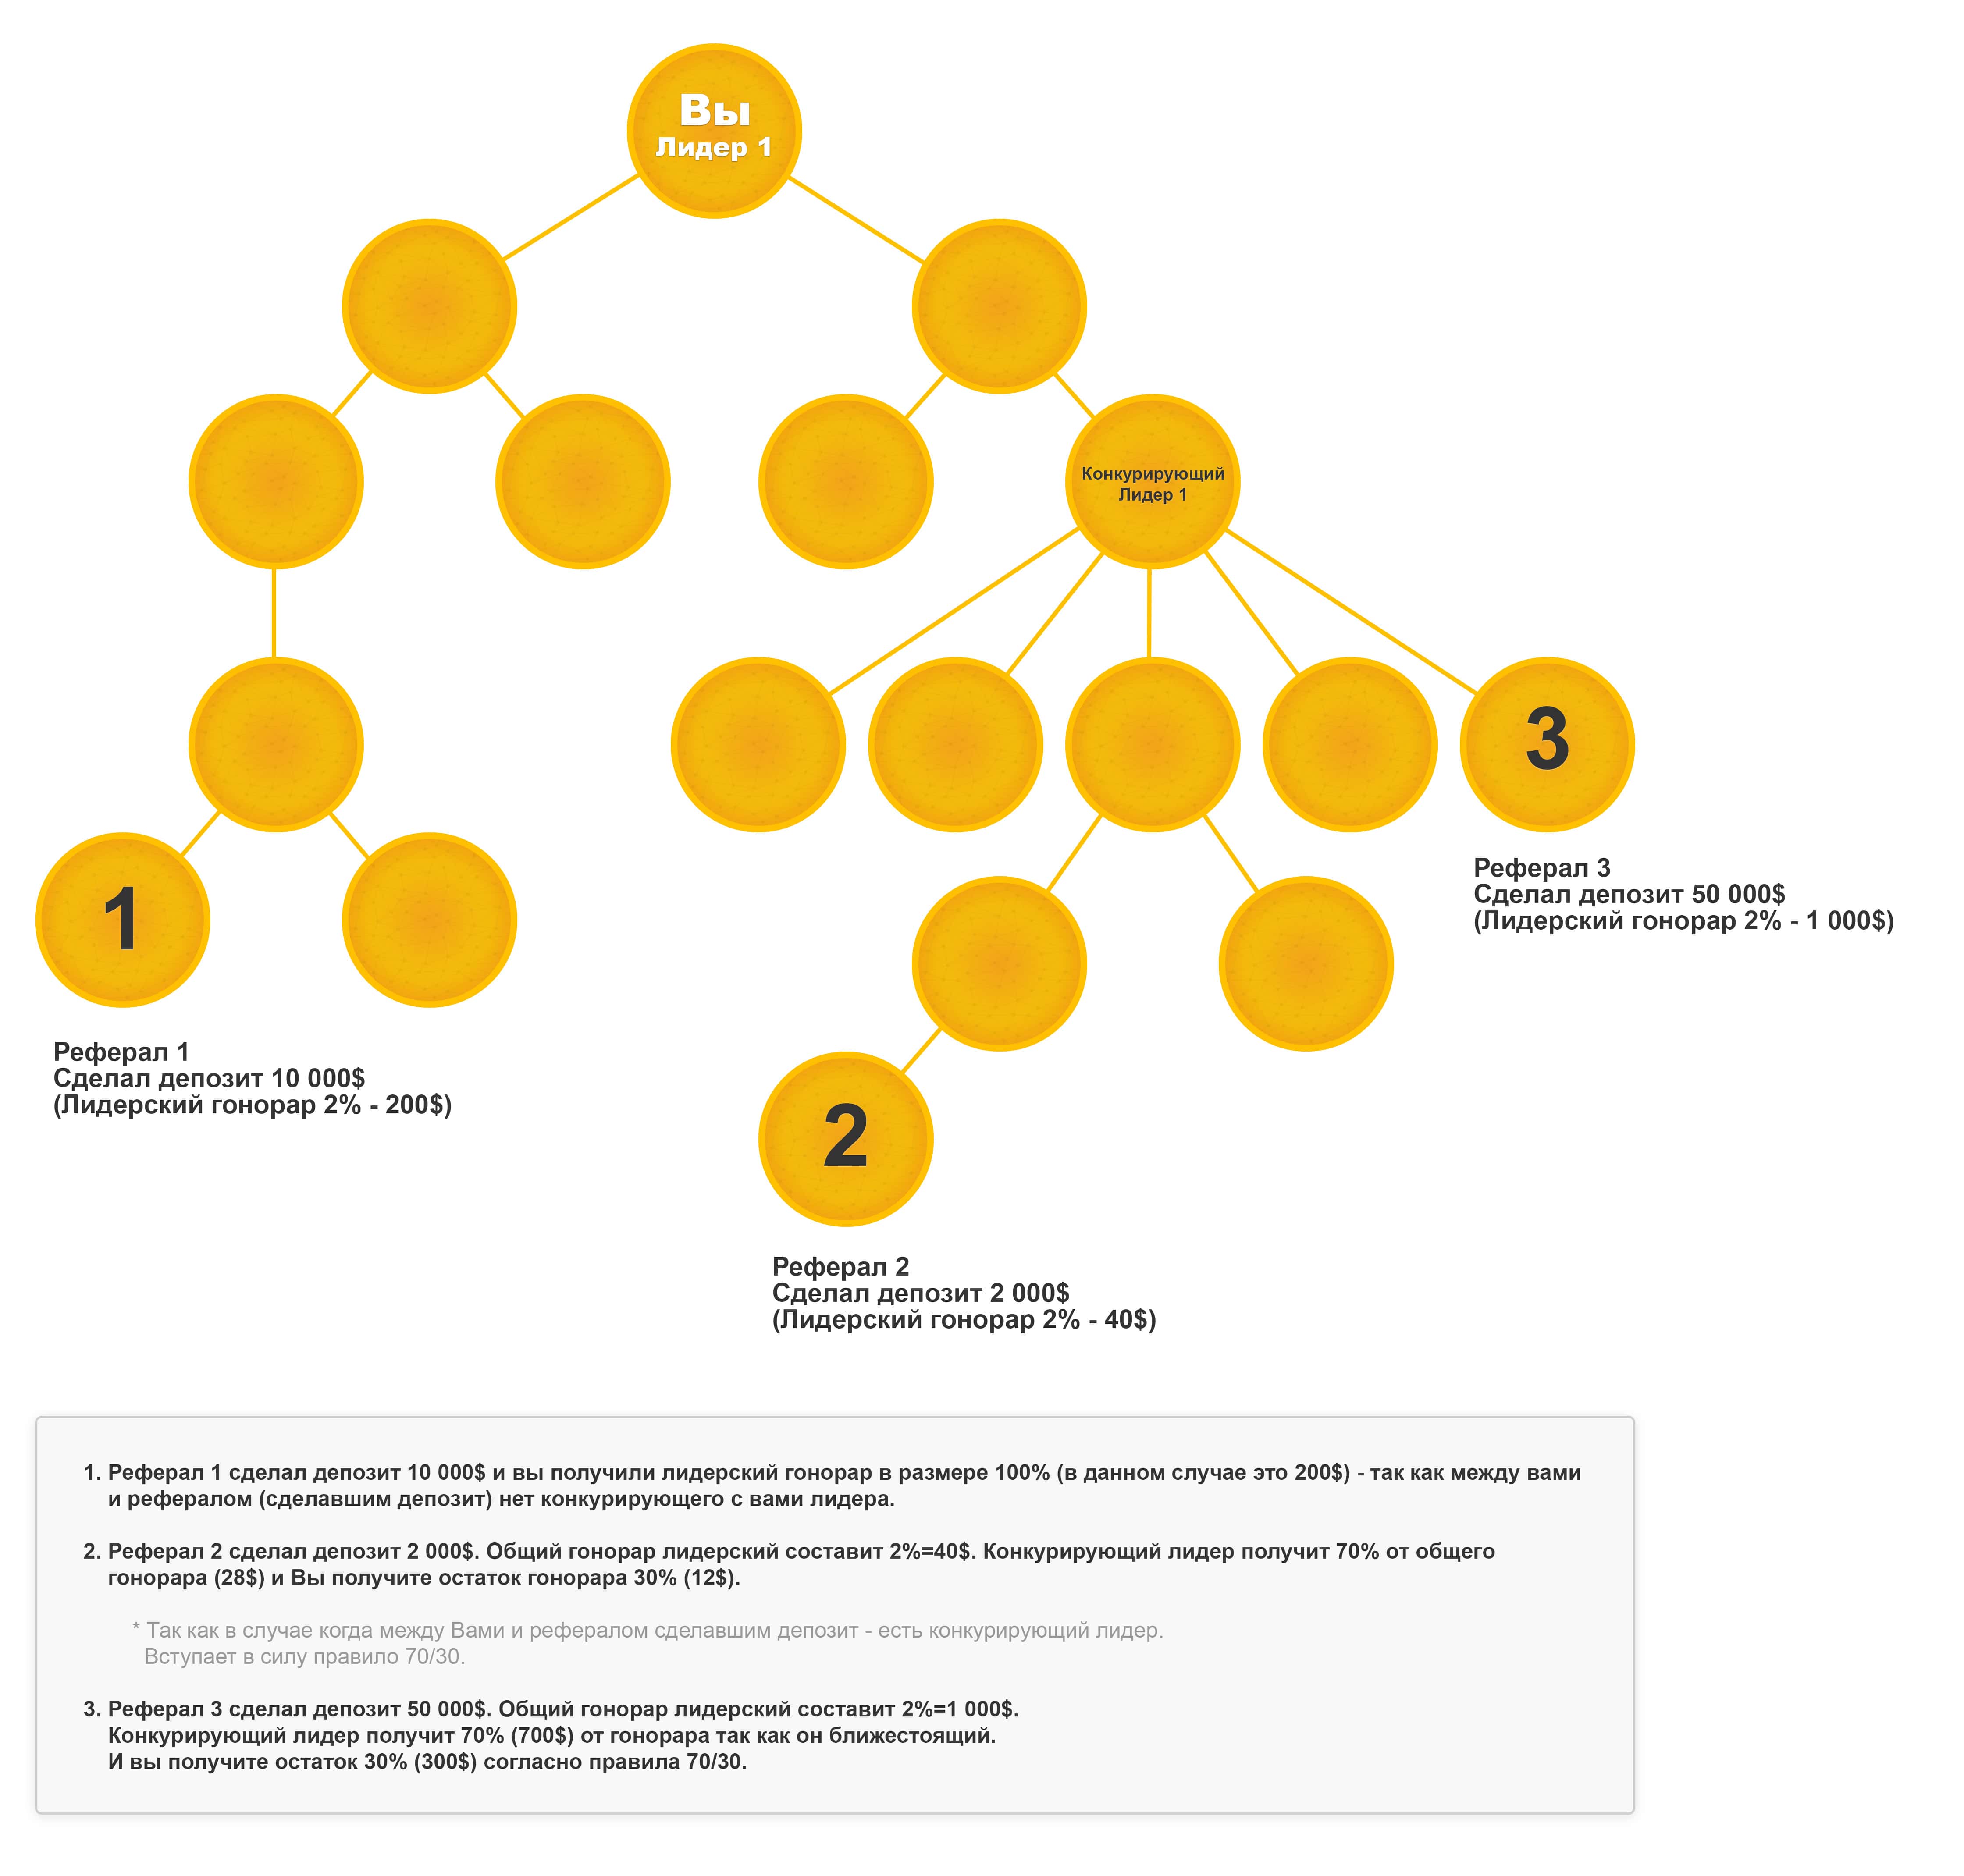 Вы
Лидер 1
Конкурирующий
Лидер 1
3
Реферал 3
Сделал депозит 50 000$
(Лидерский гонорар 2% - 1 000$)
1
Реферал 1
Сделал депозит 10 000$
(Лидерский гонорар 2% - 200$)
2
Реферал 2
Сделал депозит 2 000$
(Лидерский гонорар 2% - 40$)
1. Реферал 1 сделал депозит 10 000$ и вы получили лидерский гонорар в размере 100% (в данном случае это 200$) - так как между вами
и рефералом (сделавшим депозит) нет конкурирующего с вами лидера.
2. Реферал 2 сделал депозит 2 000$. Общий гонорар лидерский составит 2%=40$. Конкурирующий лидер получит 70% от общего
гонорара (28$) и Вы получите остаток гонорара 30% (12$).
* Так как в случае когда между Вами и рефералом сделавшим депозит - есть конкурирующий лидер.
Вступает в силу правило 70/30.
3. Реферал 3 сделал депозит 50 000$. Общий гонорар лидерский составит 2%=1 000$.
Конкурирующий лидер получит 70% (700$) от гонорара так как он ближестоящий.
И вы получите остаток 30% (300$) согласно правила 70/30.